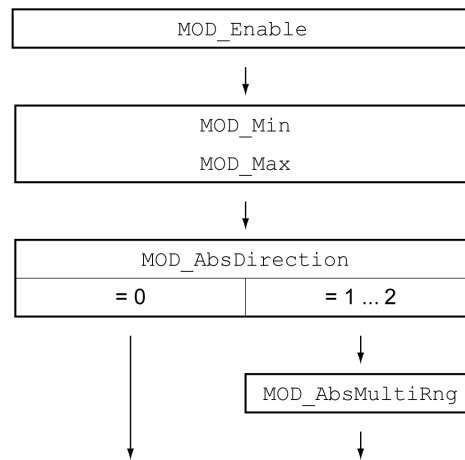 MOD_Enable
MOD_Min
MOD_Max
MOD_AbsDirection
= 0
= 1 ... 2
MOD_AbsMultiRng